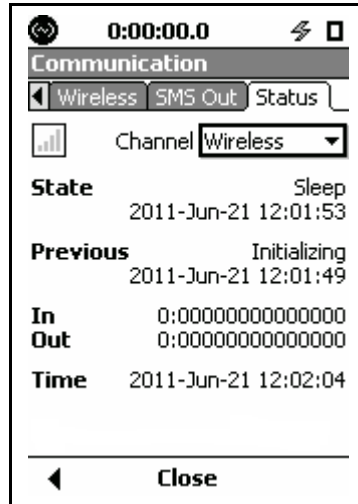 0:00:00.0
Communication
Wireless SMS Out Status
Channel Wireless
State Sleep
2011-Jun-21 12:01:53
Previous Initializing
2011-Jun-21 12:01:49
In 0:00000000000000
Out 0:00000000000000
Time 2011-Jun-21 12:02:04
Close